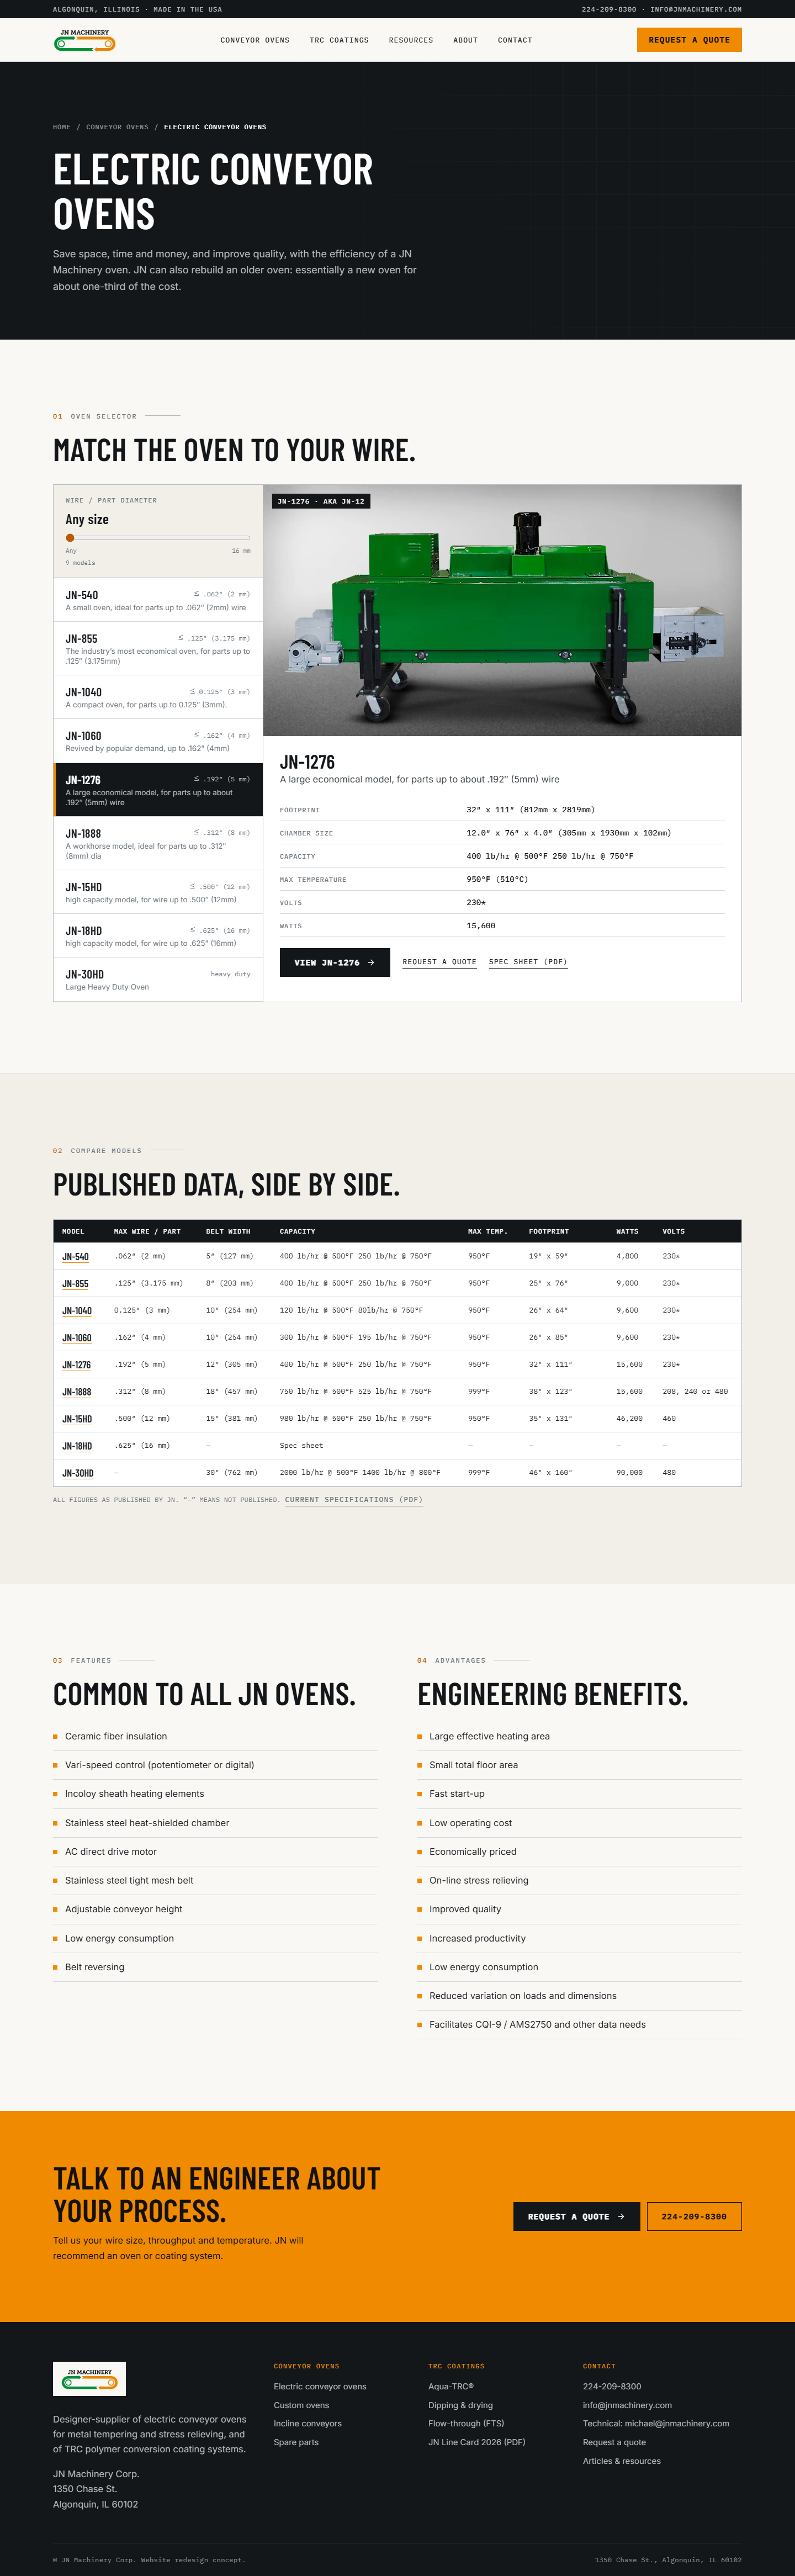 ALGONQUIN, ILLINOIS · MADE IN THE USA
224-209-8300 · INFO@JNMACHINERY.COM
JN MACHINERY
CONVEYOR OVENS
TRC COATINGS
RESOURCES
ABOUT
CONTACT
REQUEST A QUOTE
HOME / CONVEYOR OVENS / ELECTRIC CONVEYOR OVENS
ELECTRIC CONVEYOR
OVENS
Save space, time and money, and improve quality, with the efficiency of a JN
Machinery oven. JN can also rebuild an older oven: essentially a new oven for
about one-third of the cost.
01 OVEN SELECTOR
MATCH THE OVEN TO YOUR WIRE.
WIRE / PART DIAMETER
Any size
Any 16 mm
9 models
JN-540 ≤ .062" (2 mm)
A small oven, ideal for parts up to .062" (2mm) wire
JN-855 ≤ .125" (3.175 mm)
The industry's most economical oven, for parts up to
.125" (3.175mm)
JN-1040 ≤ 0.125" (3 mm)
A compact oven, for parts up to 0.125" (3mm).
JN-1060 ≤ .162" (4 mm)
Revived by popular demand, up to .162" (4mm)
JN-1276 ≤ .192" (5 mm)
A large economical model, for parts up to about
.192" (5mm) wire
JN-1888 ≤ .312" (8 mm)
A workhorse model, ideal for parts up to .312"
(8mm) dia
JN-15HD ≤ .500" (12 mm)
high capacity model, for wire up to .500" (12mm)
JN-18HD ≤ .625" (16 mm)
high capacity model, for wire up to .625" (16mm)
JN-30HD heavy duty
Large Heavy Duty Oven
JN-1276 · AKA JN-12
JN-1276
A large economical model, for parts up to about .192" (5mm) wire
FOOTPRINT 32" x 111" (812mm x 2819mm)
CHAMBER SIZE 12.0" x 76" x 4.0" (305mm x 1930mm x 102mm)
CAPACITY 400 lb/hr @ 500°F 250 lb/hr @ 750°F
MAX TEMPERATURE 950°F (510°C)
VOLTS 230*
WATTS 15,600
VIEW JN-1276 →
REQUEST A QUOTE
SPEC SHEET (PDF)
02 COMPARE MODELS
PUBLISHED DATA, SIDE BY SIDE.
MODEL MAX WIRE / PART BELT WIDTH CAPACITY MAX TEMP. FOOTPRINT WATTS VOLTS
JN-540 .062" (2 mm) 5" (127 mm) 400 lb/hr @ 500°F 250 lb/hr @ 750°F 950°F 19" x 59" 4,800 230*
JN-855 .125" (3.175 mm) 8" (203 mm) 400 lb/hr @ 500°F 250 lb/hr @ 750°F 950°F 25" x 76" 9,000 230*
JN-1040 0.125" (3 mm) 10" (254 mm) 120 lb/hr @ 500°F 80lb/hr @ 750°F 950°F 26" x 64" 9,600 230*
JN-1060 .162" (4 mm) 10" (254 mm) 300 lb/hr @ 500°F 195 lb/hr @ 750°F 950°F 26" x 85" 9,600 230*
JN-1276 .192" (5 mm) 12" (305 mm) 400 lb/hr @ 500°F 250 lb/hr @ 750°F 950°F 32" x 111" 15,600 230*
JN-1888 .312" (8 mm) 18" (457 mm) 750 lb/hr @ 500°F 525 lb/hr @ 750°F 999°F 38" x 123" 15,600 208, 240 or 480
JN-15HD .500" (12 mm) 15" (381 mm) 980 lb/hr @ 500°F 250 lb/hr @ 750°F 950°F 35" x 131" 46,200 460
JN-18HD .625" (16 mm) — Spec sheet — — — —
JN-30HD — 30" (762 mm) 2000 lb/hr @ 500°F 1400 lb/hr @ 800°F 999°F 46" x 160" 90,000 480
ALL FIGURES AS PUBLISHED BY JN. "—" MEANS NOT PUBLISHED. CURRENT SPECIFICATIONS (PDF)
03 FEATURES
COMMON TO ALL JN OVENS.
Ceramic fiber insulation
Vari-speed control (potentiometer or digital)
Incoloy sheath heating elements
Stainless steel heat-shielded chamber
AC direct drive motor
Stainless steel tight mesh belt
Adjustable conveyor height
Low energy consumption
Belt reversing
04 ADVANTAGES
ENGINEERING BENEFITS.
Large effective heating area
Small total floor area
Fast start-up
Low operating cost
Economically priced
On-line stress relieving
Improved quality
Increased productivity
Low energy consumption
Reduced variation on loads and dimensions
Facilitates CQI-9 / AMS2750 and other data needs
TALK TO AN ENGINEER ABOUT
YOUR PROCESS.
Tell us your wire size, throughput and temperature. JN will
recommend an oven or coating system.
REQUEST A QUOTE →
224-209-8300
JN MACHINERY
Designer-supplier of electric conveyor ovens
for metal tempering and stress relieving, and
of TRC polymer conversion coating systems.
JN Machinery Corp.
1350 Chase St.
Algonquin, IL 60102
CONVEYOR OVENS
Electric conveyor ovens
Custom ovens
Incline conveyors
Spare parts
TRC COATINGS
Aqua-TRC®
Dipping & drying
Flow-through (FTS)
JN Line Card 2026 (PDF)
CONTACT
224-209-8300
info@jnmachinery.com
Technical: michael@jnmachinery.com
Request a quote
Articles & resources
© JN Machinery Corp. Website redesign concept.
1350 Chase St., Algonquin, IL 60102